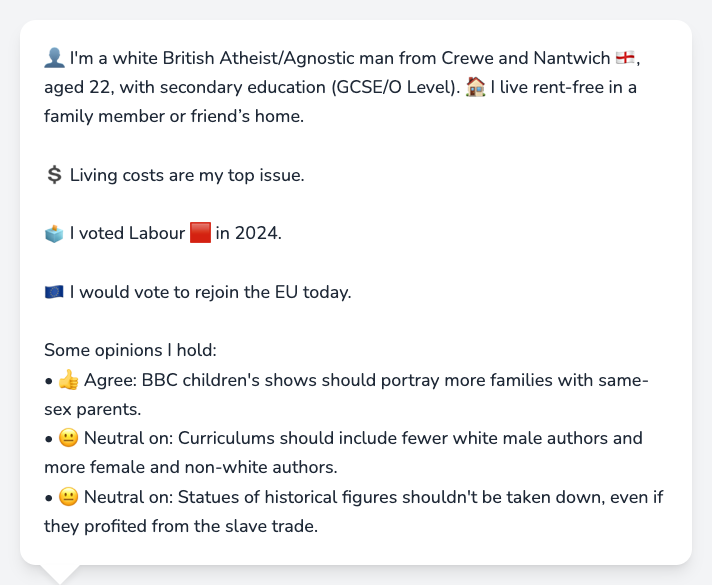 👤 I'm a white British Atheist/Agnostic man from Crewe and Nantwich 🏴󠁧󠁢󠁥󠁮󠁧󠁿,
aged 22, with secondary education (GCSE/O Level). 🏠 I live rent-free in a
family member or friend’s home.
💲 Living costs are my top issue.
🗳️ I voted Labour 🟥 in 2024.
🇪🇺 I would vote to rejoin the EU today.
Some opinions I hold:
• 👍 Agree: BBC children's shows should portray more families with same-
sex parents.
• 😐 Neutral on: Curriculums should include fewer white male authors and
more female and non-white authors.
• 😐 Neutral on: Statues of historical figures shouldn't be taken down, even if
they profited from the slave trade.